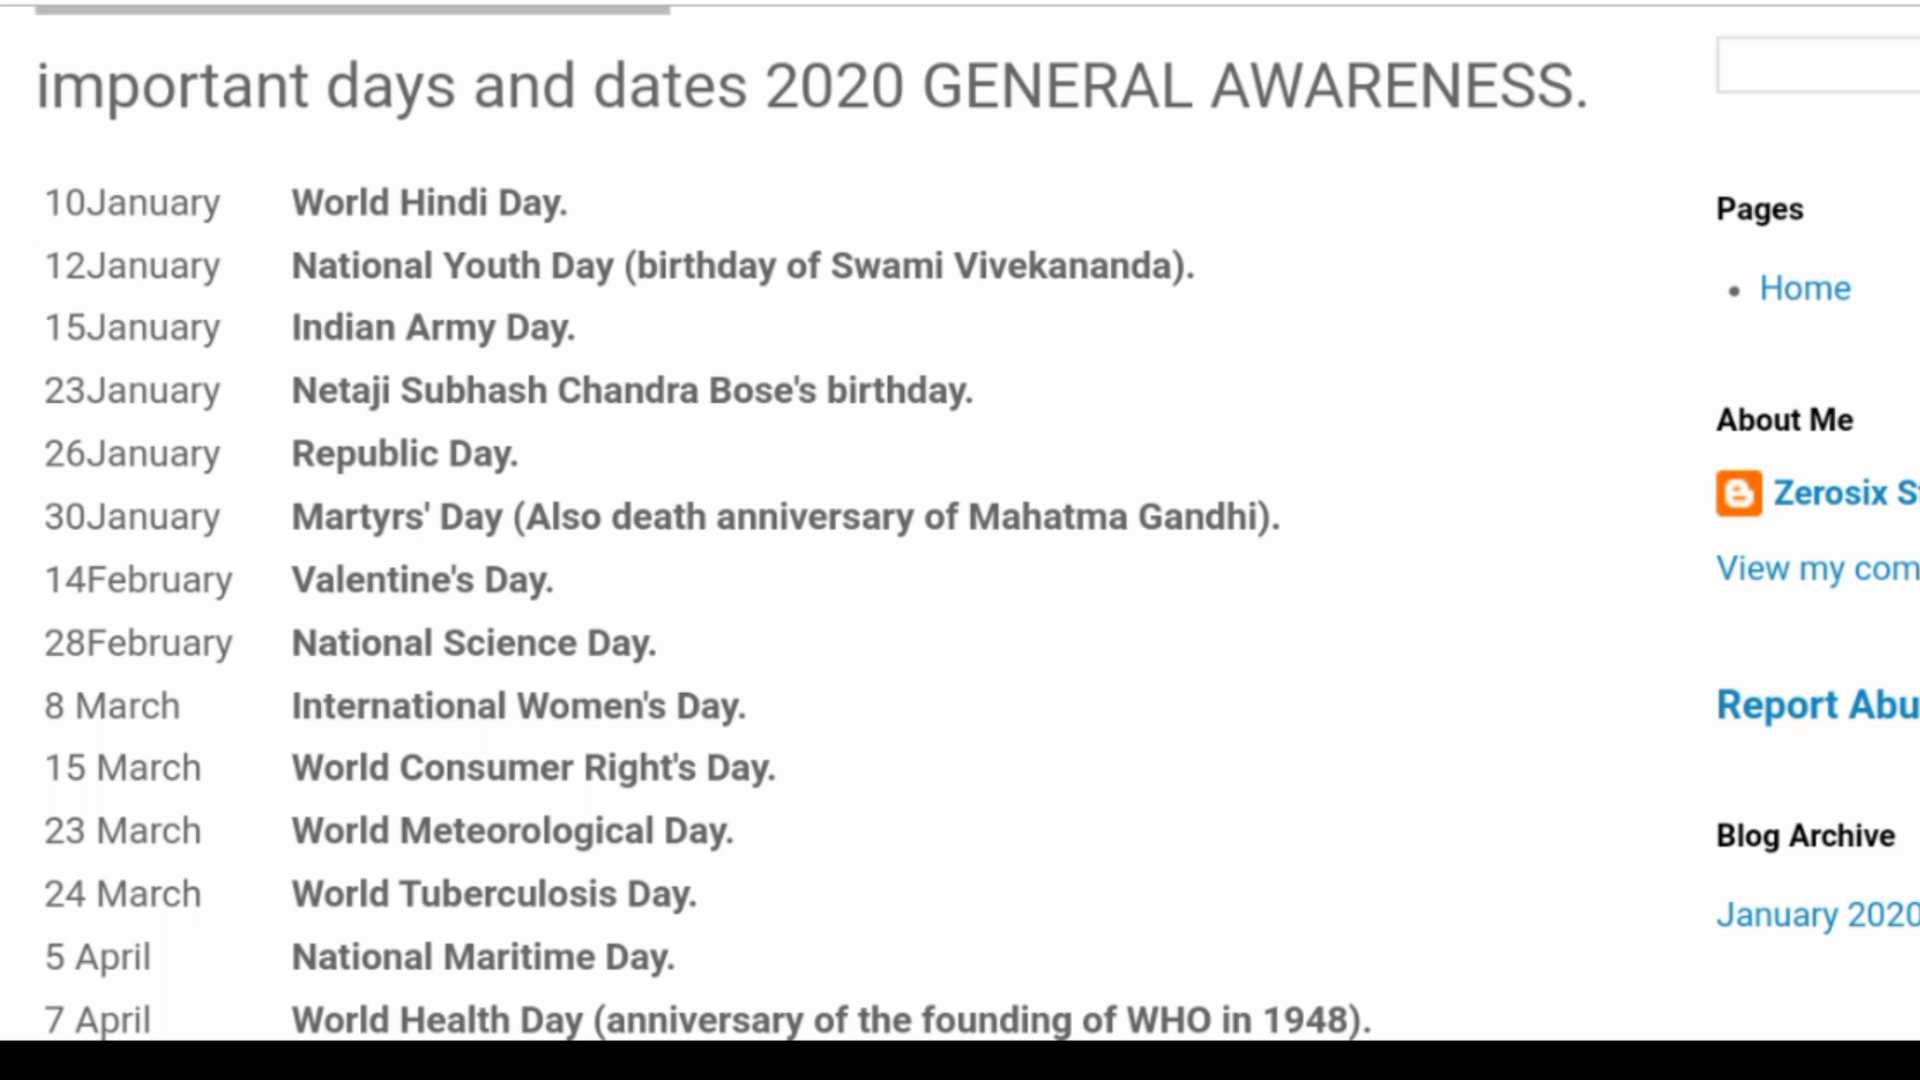 important days and dates 2020 GENERAL AWARENESS.
10January World Hindi Day.
12January National Youth Day (birthday of Swami Vivekananda).
15January Indian Army Day.
23January Netaji Subhash Chandra Bose's birthday.
26January Republic Day.
30January Martyrs' Day (Also death anniversary of Mahatma Gandhi).
14February Valentine's Day.
28February National Science Day.
8 March International Women's Day.
15 March World Consumer Right's Day.
23 March World Meteorological Day.
24 March World Tuberculosis Day.
5 April National Maritime Day.
7 April World Health Day (anniversary of the founding of WHO in 1948).
Pages
Home
About Me
Zerosix
View my
Report
Blog Archive
January 2020